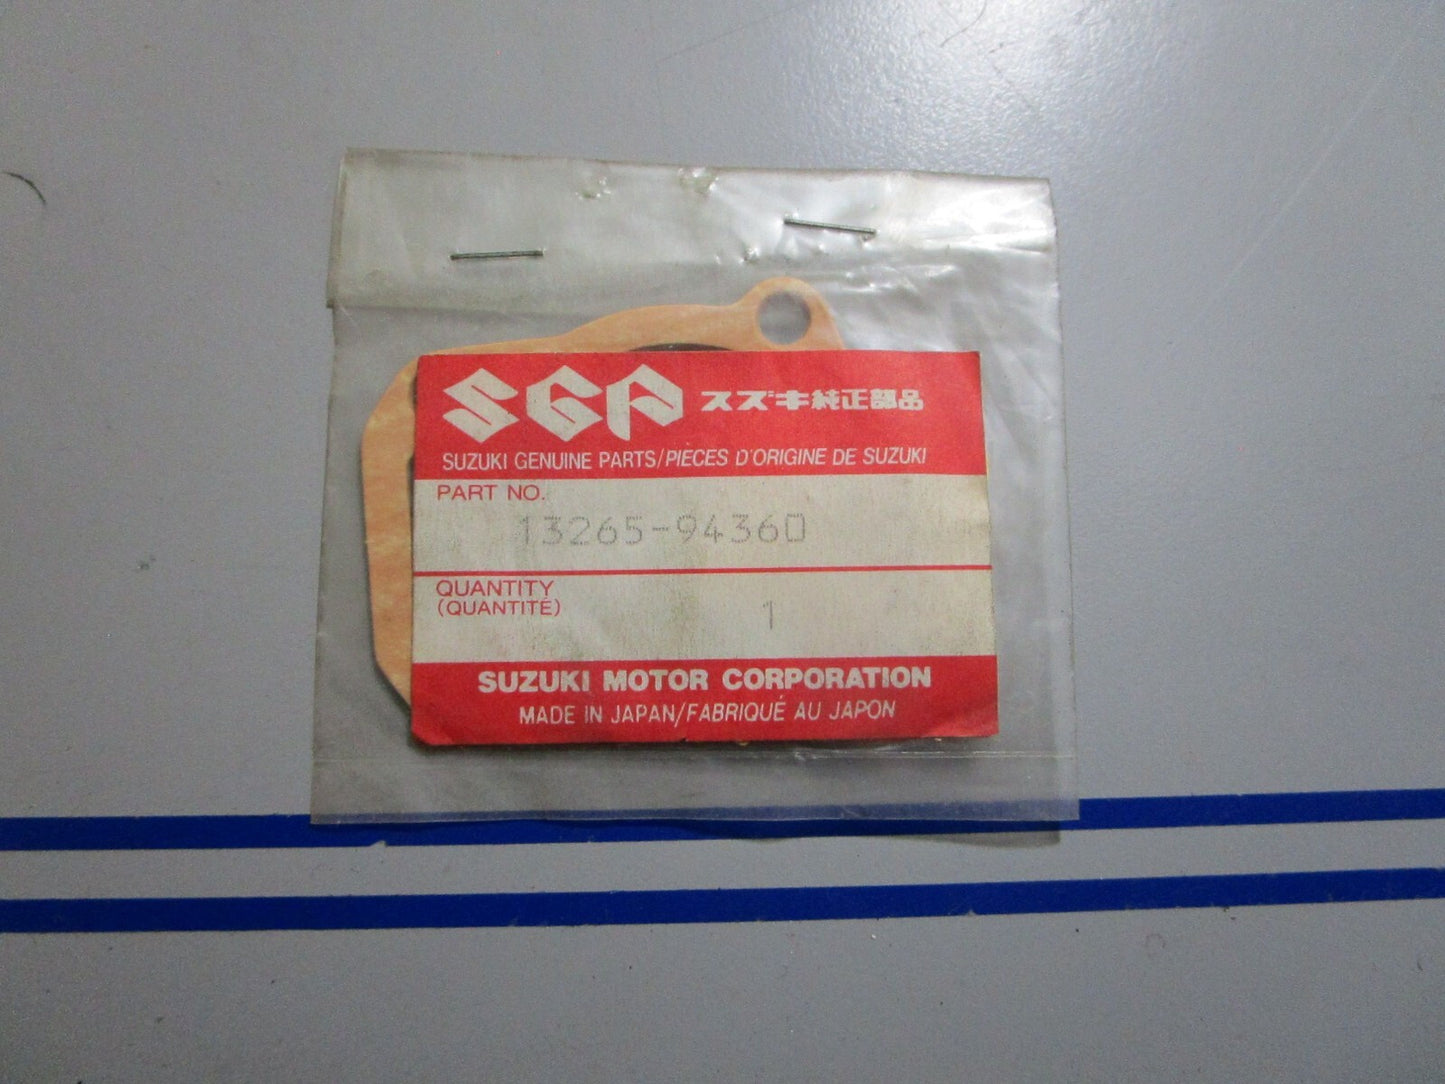 SGP スズキ純正部品
SUZUKI GENUINE PARTS/PIÈCES D'ORIGINE DE SUZUKI
PART NO.
13265-94360
QUANTITY
(QUANTITÉ)
1
SUZUKI MOTOR CORPORATION
MADE IN JAPAN/FABRIQUÉ AU JAPON